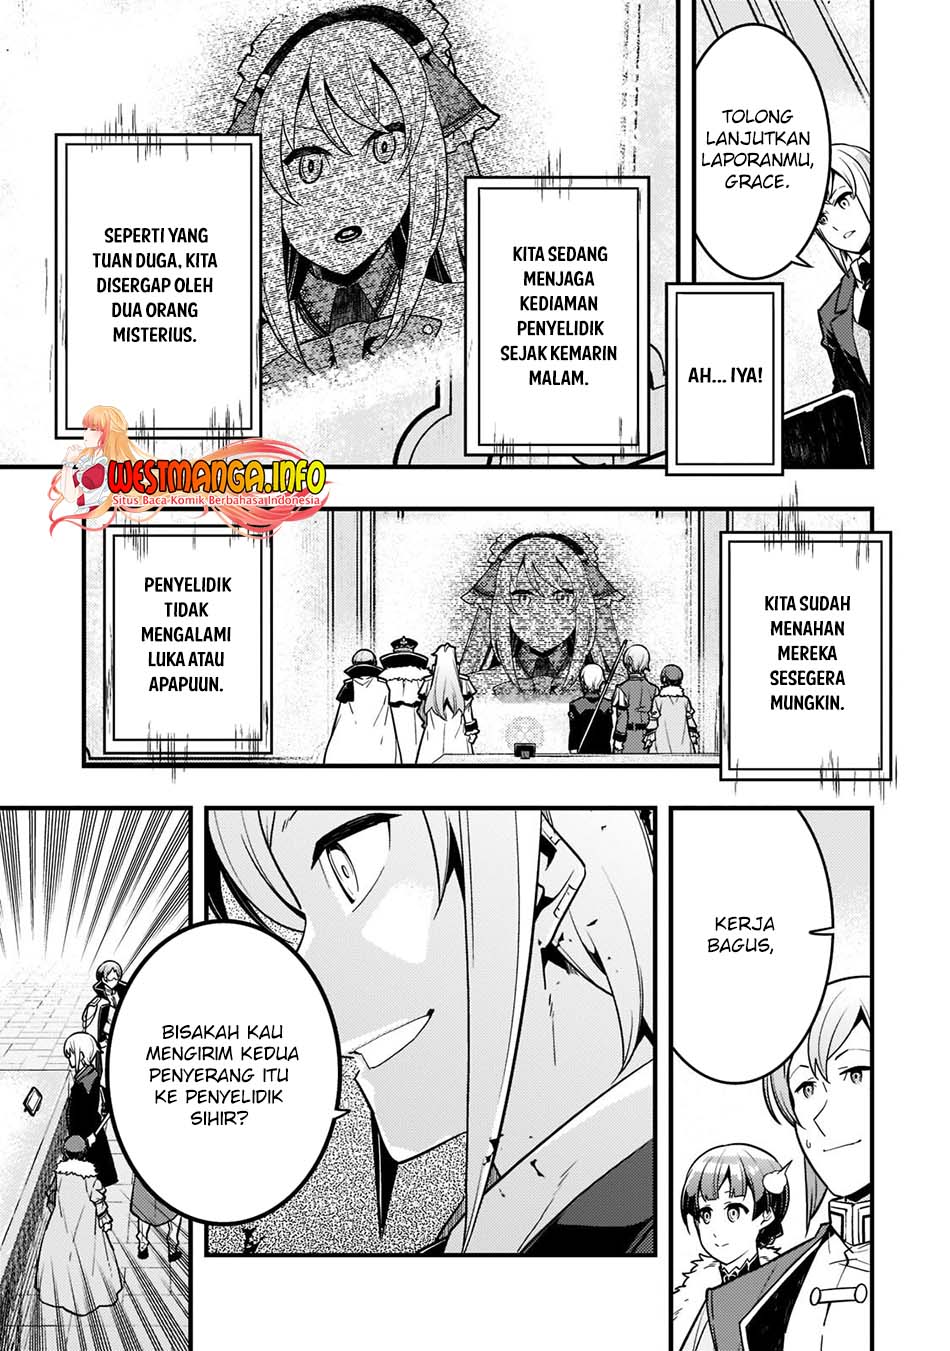 TOLONG
LANJUTKAN
LAPORANMU,
GRACE.
AH... IYA!
KITA SEDANG
MENJAGA
KEDIAMAN
PENYELIDIK
SEJAK KEMARIN
MALAM.
SEPERTI YANG
TUAN DUGA, KITA
DISERGAP OLEH
DUA ORANG
MISTERIUS.
WESTMANGA.INFO
Situs Baca Komik Berbahasa Indonesia
KITA SUDAH
MENAHAN
MEREKA
SESEGERA
MUNGKIN.
PENYELIDIK
TIDAK
MENGALAMI
LUKA ATAU
APAPUUN.
KERJA
BAGUS,
BISAKAH KAU
MENGIRIM KEDUA
PENYERANG ITU
KE PENYELIDIK
SIHIR?